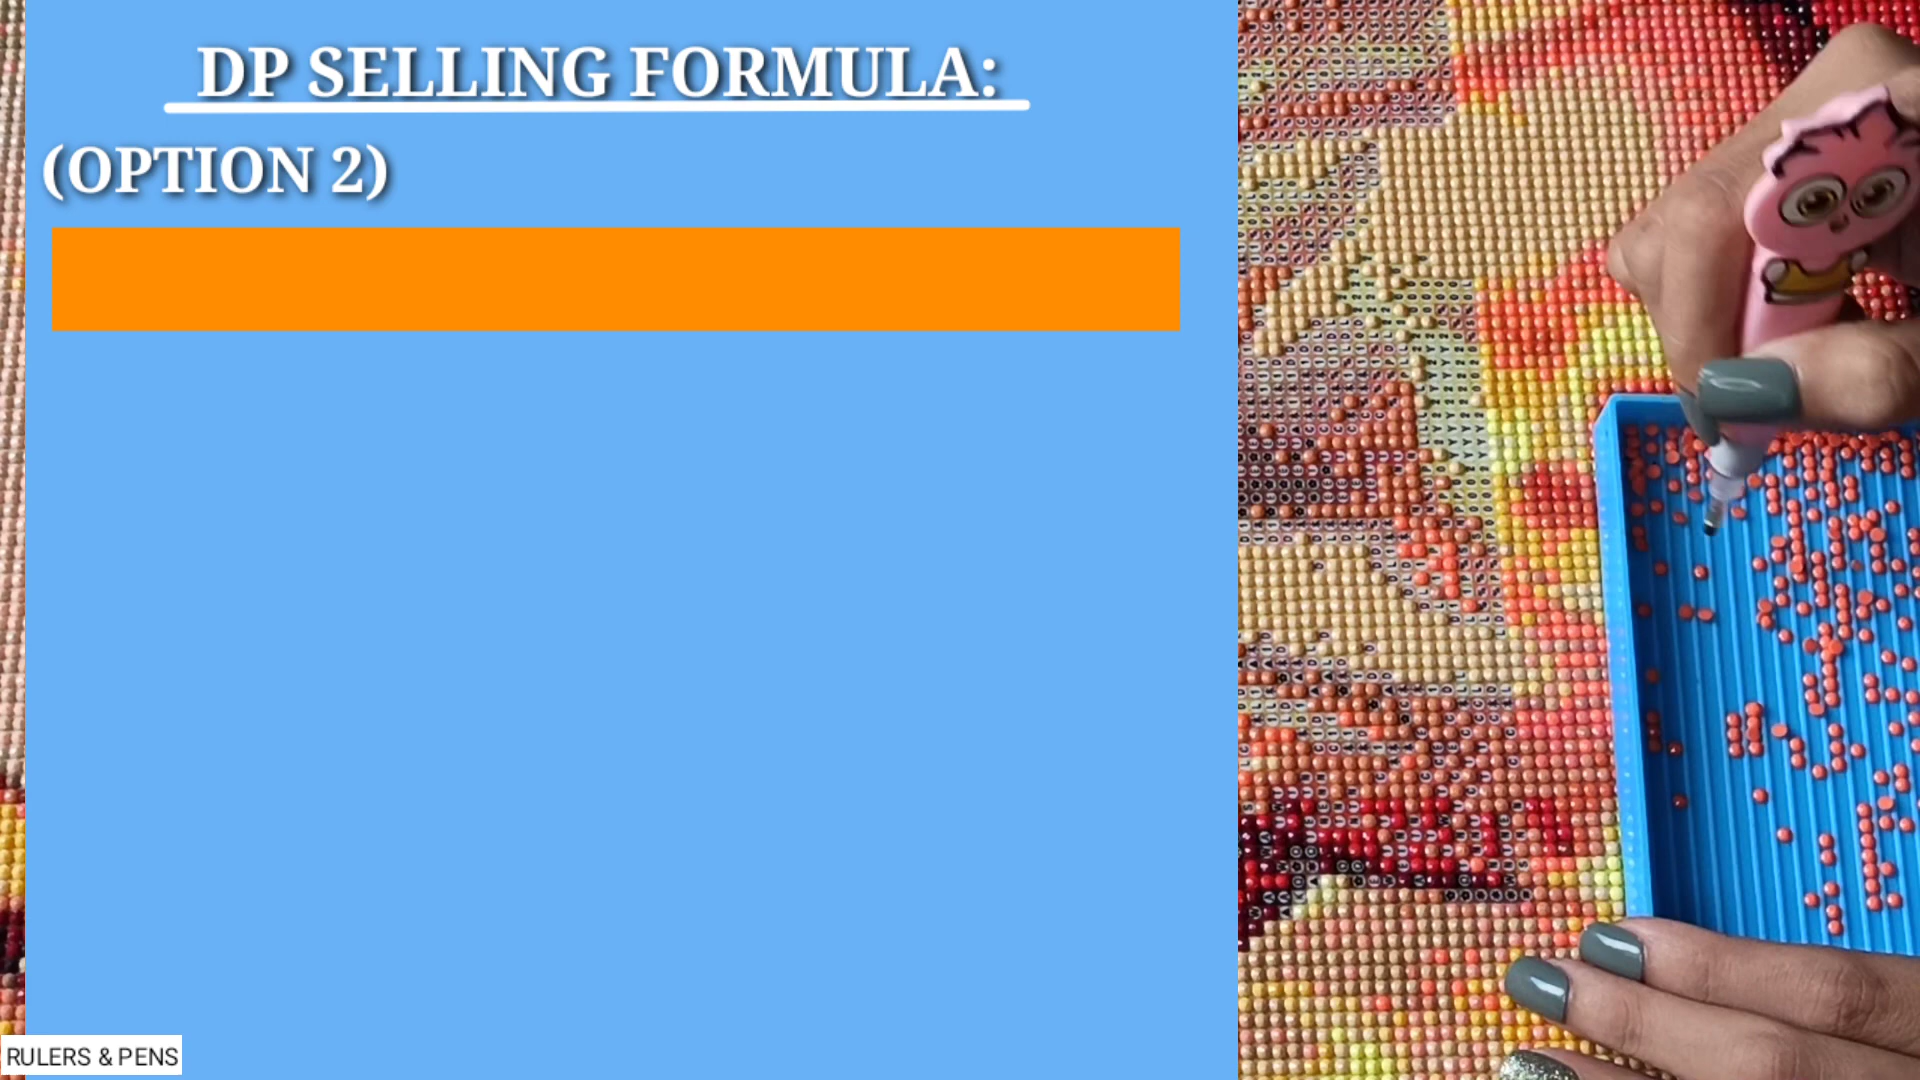 DP SELLING FORMULA:
(OPTION 2)
RULERS & PENS